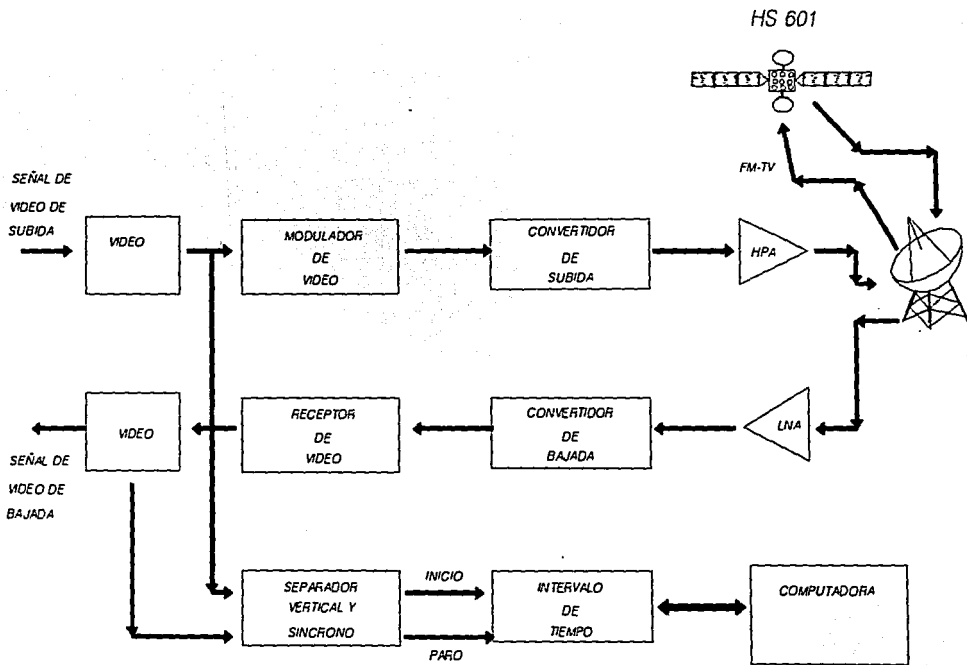 HS 601
FM-TV
SEÑAL DE
VIDEO DE
SUBIDA
VIDEO
MODULADOR
DE
VIDEO
CONVERTIDOR
DE
SUBIDA
HPA
SEÑAL DE
VIDEO DE
BAJADA
VIDEO
RECEPTOR
DE
VIDEO
CONVERTIDOR
DE
BAJADA
LNA
SEPARADOR
VERTICAL Y
SINCRONO
INICIO
PARO
INTERVALO
DE
TIEMPO
COMPUTADORA